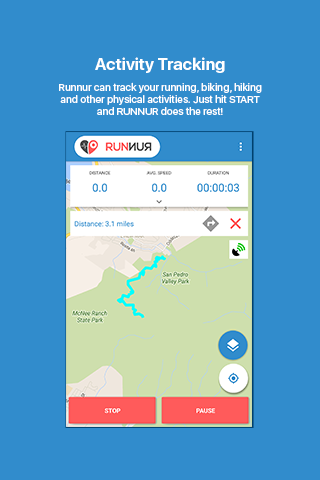 Activity Tracking
Runnur can track your running, biking, hiking
and other physical activities. Just hit START
and RUNNUR does the rest!
RUNNUR
DISTANCE AVG. SPEED DURATION
0.0 0.0 00:00:03
Distance: 3.1 miles
San Pedro
Valley Park
McNee Ranch
State Park
STOP PAUSE